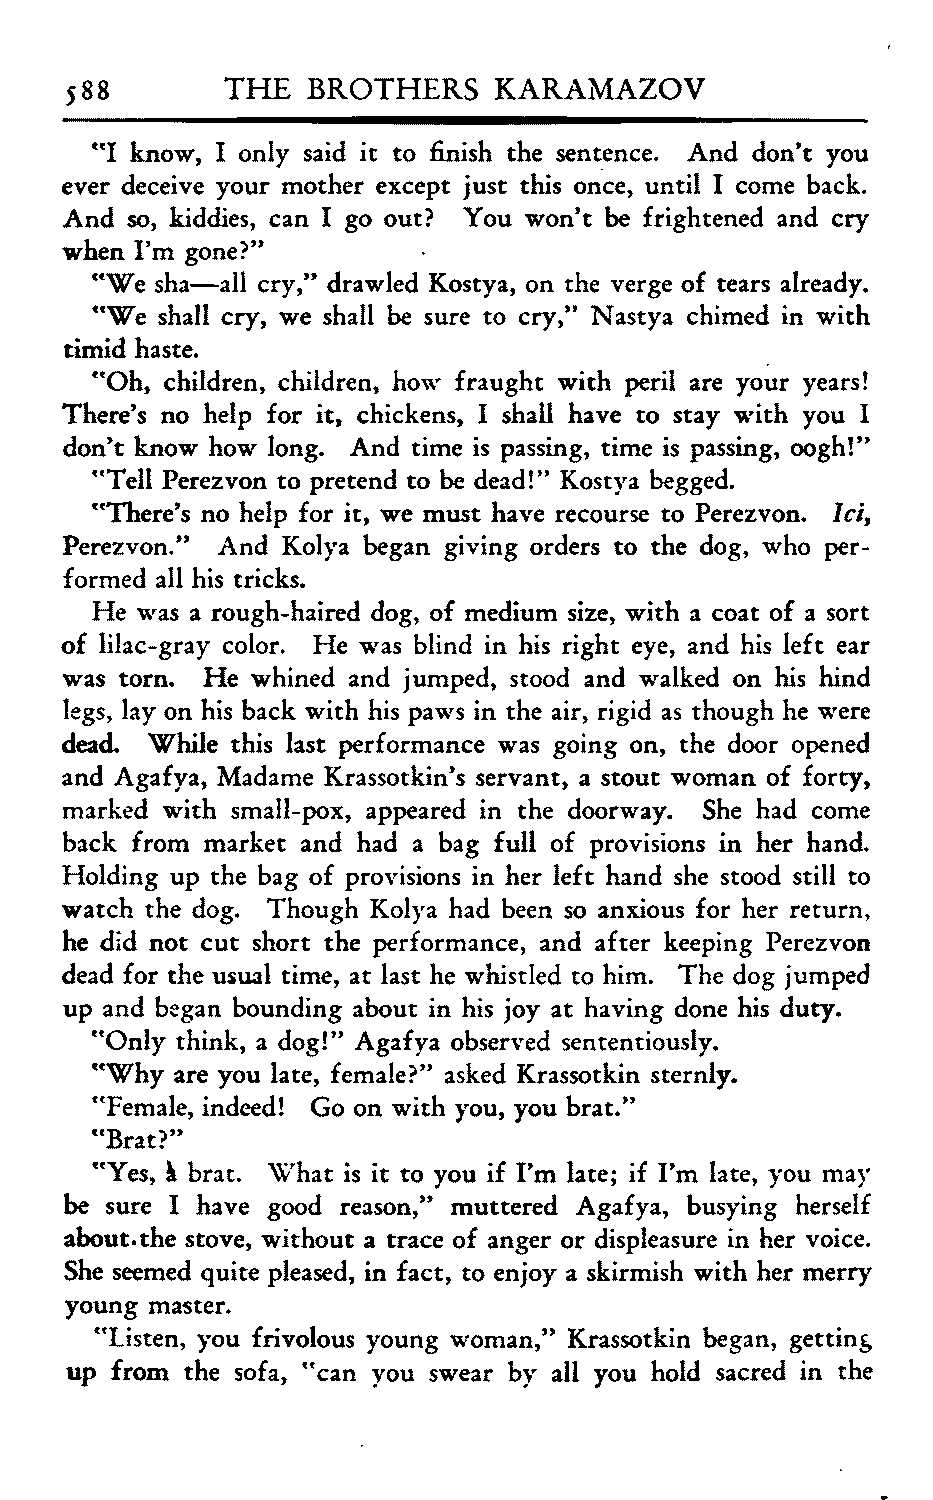 588 THE BROTHERS KARAMAZOV
"I know, I only said it to finish the sentence. And don't you
ever deceive your mother except just this once, until I come back.
And so, kiddies, can I go out? You won't be frightened and cry
when I'm gone?"
"We sha—all cry," drawled Kostya, on the verge of tears already.
"We shall cry, we shall be sure to cry," Nastya chimed in with
timid haste.
"Oh, children, children, how fraught with peril are your years!
There's no help for it, chickens, I shall have to stay with you I
don't know how long. And time is passing, time is passing, oogh!"
"Tell Perezvon to pretend to be dead!" Kostya begged.
"There's no help for it, we must have recourse to Perezvon. Ici,
Perezvon." And Kolya began giving orders to the dog, who per-
formed all his tricks.
He was a rough-haired dog, of medium size, with a coat of a sort
of lilac-gray color. He was blind in his right eye, and his left ear
was torn. He whined and jumped, stood and walked on his hind
legs, lay on his back with his paws in the air, rigid as though he were
dead. While this last performance was going on, the door opened
and Agafya, Madame Krassotkin's servant, a stout woman of forty,
marked with small-pox, appeared in the doorway. She had come
back from market and had a bag full of provisions in her hand.
Holding up the bag of provisions in her left hand she stood still to
watch the dog. Though Kolya had been so anxious for her return,
he did not cut short the performance, and after keeping Perezvon
dead for the usual time, at last he whistled to him. The dog jumped
up and began bounding about in his joy at having done his duty.
"Only think, a dog!" Agafya observed sententiously.
"Why are you late, female?" asked Krassotkin sternly.
"Female, indeed! Go on with you, you brat."
"Brat?"
"Yes, a brat. What is it to you if I'm late; if I'm late, you may
be sure I have good reason," muttered Agafya, busying herself
about the stove, without a trace of anger or displeasure in her voice.
She seemed quite pleased, in fact, to enjoy a skirmish with her merry
young master.
"Listen, you frivolous young woman," Krassotkin began, getting
up from the sofa, "can you swear by all you hold sacred in the